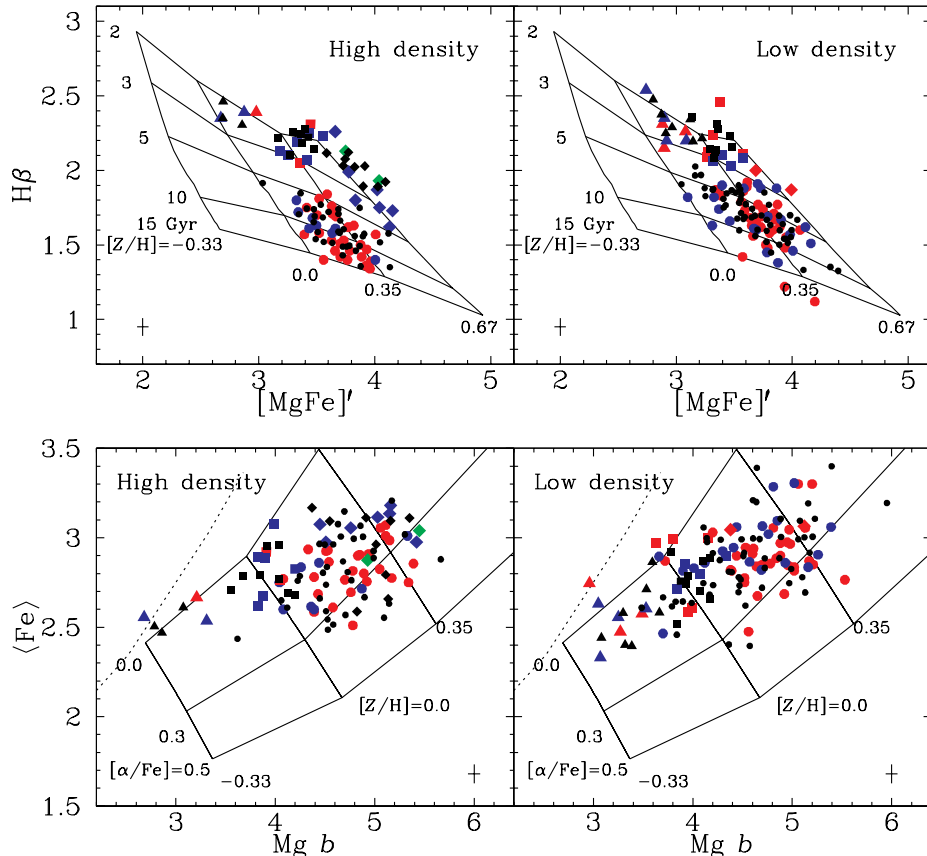 3
2.5
2
1.5
1
Hβ
High density
2
3
5
10
15 Gyr
[Z/H]=−0.33
0.0
0.35
0.67
2
3
4
[MgFe]′
Low density
2
3
5
10
15 Gyr
[Z/H]=−0.33
0.0
0.35
0.67
2
3
4
5
[MgFe]′
3.5
3
2.5
2
1.5
⟨Fe⟩
High density
0.0
0.3
[α/Fe]=0.5
−0.33
[Z/H]=0.0
0.35
3
4
5
6
Mg b
Low density
0.0
0.3
[α/Fe]=0.5
−0.33
[Z/H]=0.0
0.35
3
4
5
6
Mg b